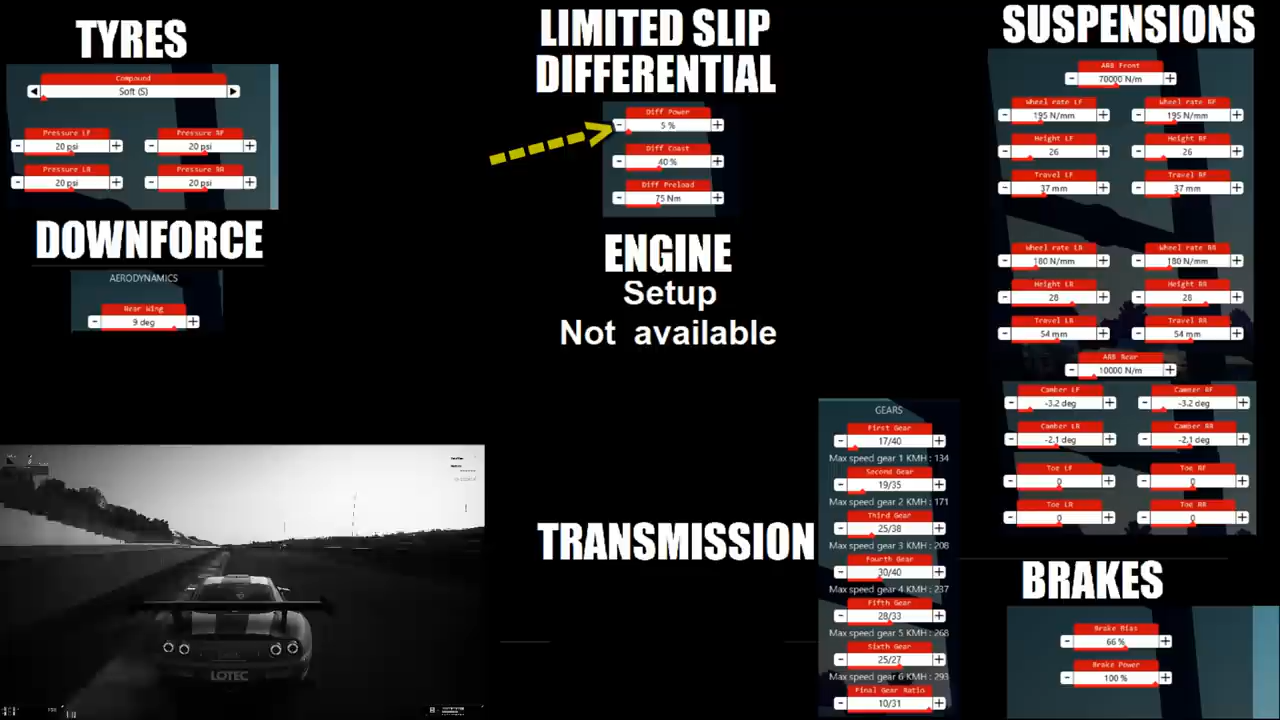 TYRES
Compound
Soft (S)
Pressure LF
Pressure RF
20 psi
20 psi
Pressure LR
Pressure RR
20 psi
20 psi
DOWNFORCE
AERODYNAMICS
Rear Wing
9 deg
LIMITED SLIP
DIFFERENTIAL
Diff Power
5 %
Diff Coast
40 %
Diff Preload
75 Nm
ENGINE
Setup
Not available
TRANSMISSION
GEARS
First Gear
17/40
Max speed gear 1 KMH : 134
Second Gear
19/35
Max speed gear 2 KMH : 171
Third Gear
25/38
Max speed gear 3 KMH : 208
Fourth Gear
30/40
Max speed gear 4 KMH : 237
Fifth Gear
28/33
Max speed gear 5 KMH : 268
Sixth Gear
25/27
Max speed gear 6 KMH : 293
Final Gear Ratio
10/31
SUSPENSIONS
ARB Front
70000 N/m
Wheel rate LF
Wheel rate RF
195 N/mm
195 N/mm
Height LF
Height RF
26
26
Travel LF
Travel RF
37 mm
37 mm
Wheel rate LR
Wheel rate RR
180 N/mm
180 N/mm
Height LR
Height RR
28
28
Travel LR
Travel RR
54 mm
54 mm
ARB Rear
10000 N/m
Camber LF
Camber RF
-3.2 deg
-3.2 deg
Camber LR
Camber RR
-2.1 deg
-2.1 deg
Toe LF
Toe RF
0
0
Toe LR
Toe RR
0
0
BRAKES
Brake Bias
66 %
Brake Power
100 %
LOTEC